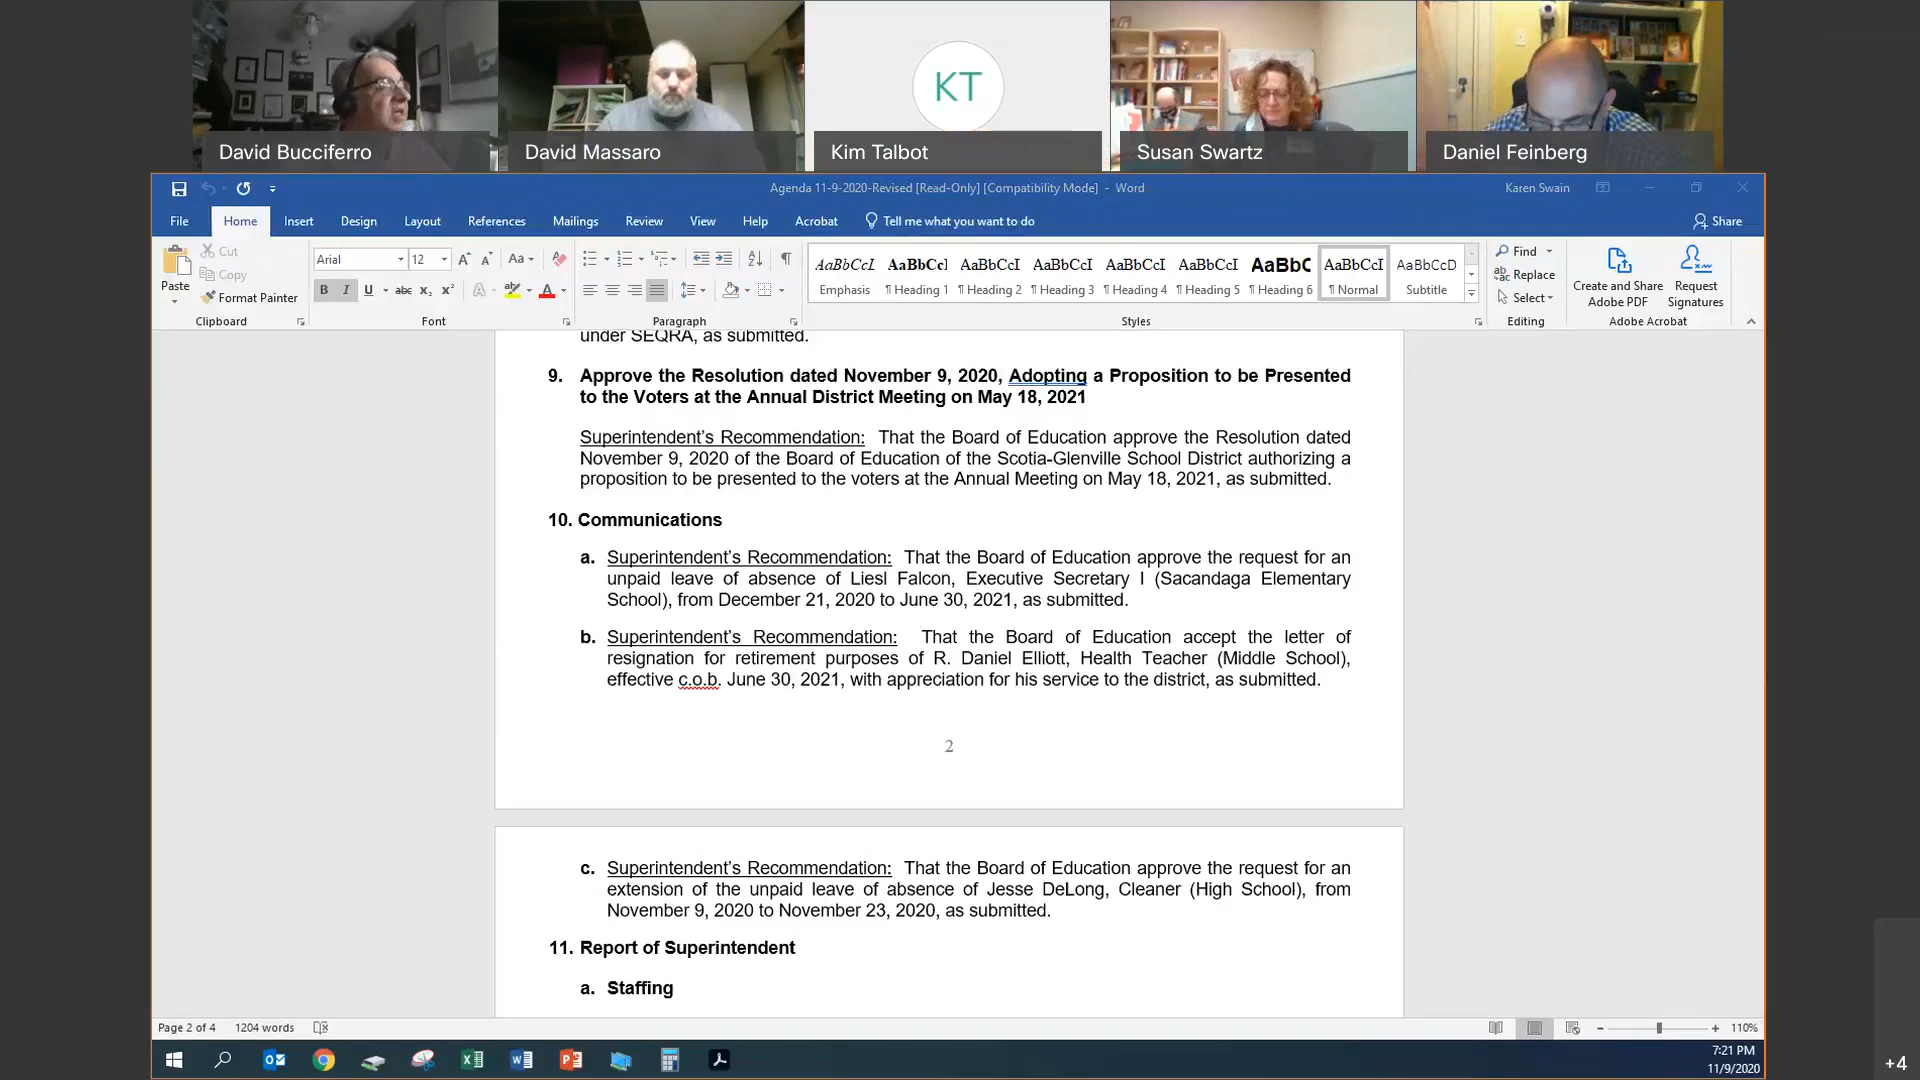 KT
David Bucciferro
David Massaro
Kim Talbot
Susan Swartz
Daniel Feinberg
Agenda 11-9-2020-Revised [Read-Only] [Compatibility Mode] - Word
Karen Swain
File Home Insert Design Layout References Mailings Review View Help Acrobat Tell me what you want to do Share
Paste
Cut
Copy
Format Painter
Clipboard
Arial 12
Font
Paragraph
AaBbCcI AaBbCcI AaBbCcI AaBbCcI AaBbCcI AaBbCcI AaBbC AaBbCcI AaBbCcD
Emphasis ¶ Heading 1 ¶ Heading 2 ¶ Heading 3 ¶ Heading 4 ¶ Heading 5 ¶ Heading 6 ¶ Normal Subtitle
Styles
Find
Replace
Select
Editing
Create and Share Adobe PDF
Request Signatures
Adobe Acrobat
under SEQRA, as submitted.
9. Approve the Resolution dated November 9, 2020, Adopting a Proposition to be Presented
to the Voters at the Annual District Meeting on May 18, 2021
Superintendent's Recommendation: That the Board of Education approve the Resolution dated
November 9, 2020 of the Board of Education of the Scotia-Glenville School District authorizing a
proposition to be presented to the voters at the Annual Meeting on May 18, 2021, as submitted.
10. Communications
a. Superintendent's Recommendation: That the Board of Education approve the request for an
unpaid leave of absence of Liesl Falcon, Executive Secretary I (Sacandaga Elementary
School), from December 21, 2020 to June 30, 2021, as submitted.
b. Superintendent's Recommendation: That the Board of Education accept the letter of
resignation for retirement purposes of R. Daniel Elliott, Health Teacher (Middle School),
effective c.o.b. June 30, 2021, with appreciation for his service to the district, as submitted.
2
c. Superintendent's Recommendation: That the Board of Education approve the request for an
extension of the unpaid leave of absence of Jesse DeLong, Cleaner (High School), from
November 9, 2020 to November 23, 2020, as submitted.
11. Report of Superintendent
a. Staffing
Page 2 of 4 1204 words
110%
7:21 PM
11/9/2020
+4